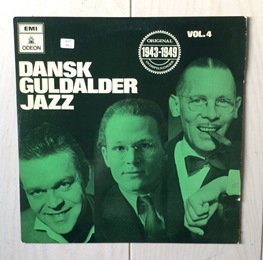 EMI
ODEON
ORIGINAL
1943-1949
VOL. 4
DANSK
GULDALDER
JAZZ